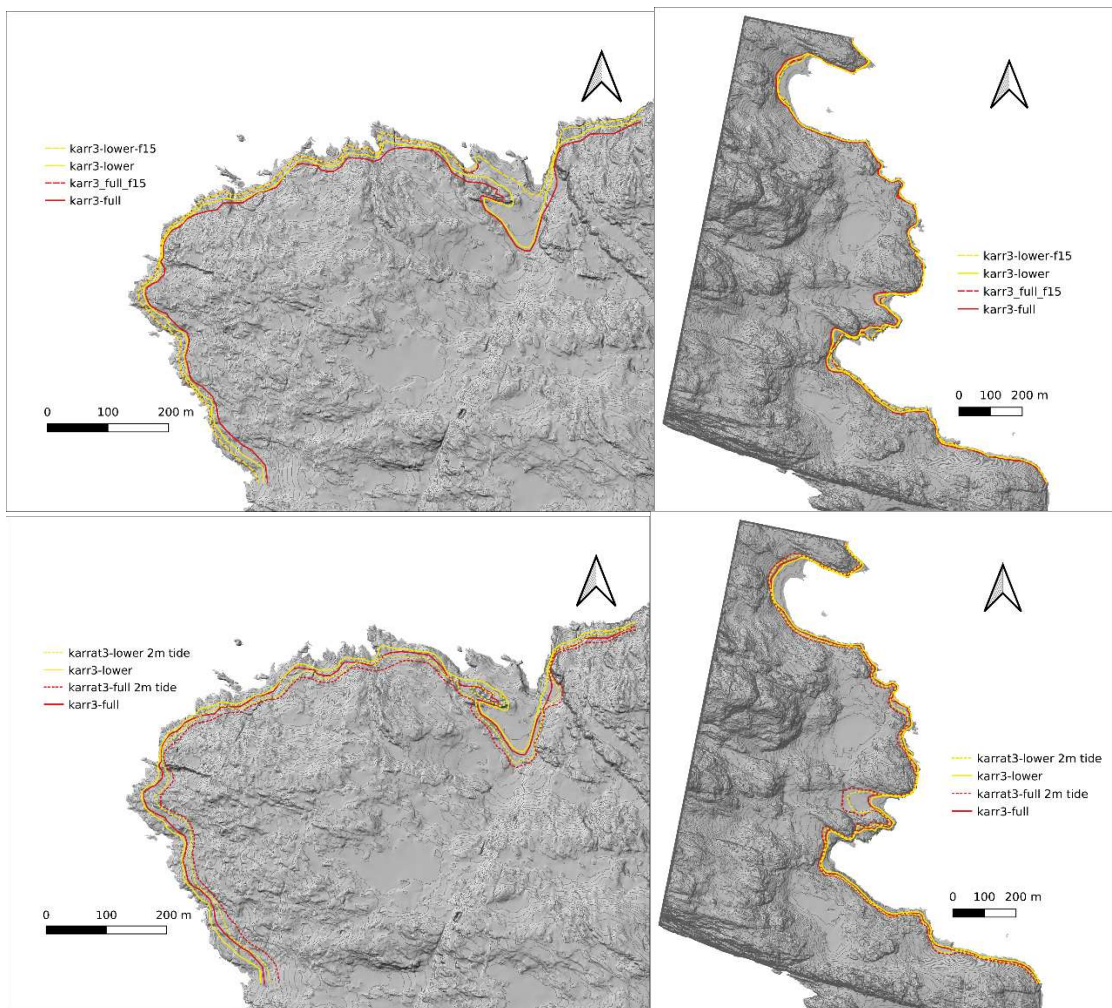 karr3-lower-f15
karr3-lower
karr3_full_f15
karr3-full
0 100 200 m
karr3-lower-f15
karr3-lower
karr3_full_f15
karr3-full
0 100 200 m
karrat3-lower 2m tide
karr3-lower
karrat3-full 2m tide
karr3-full
0 100 200 m
karrat3-lower 2m tide
karr3-lower
karrat3-full 2m tide
karr3-full
0 100 200 m